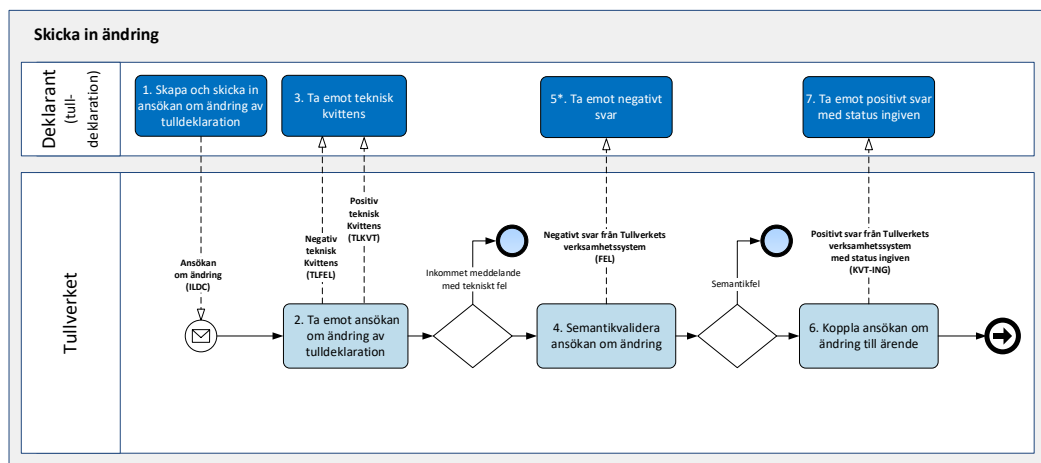 Skicka in ändring
Deklarant
(tull-
deklaration)
1. Skapa och skicka in
ansökan om ändring av
tulldeklaration
3. Ta emot teknisk
kvittens
5*. Ta emot negativt
svar
7. Ta emot positivt svar
med status ingiven
Tullverket
Ansökan
om ändring
(ILDC)
Negativ
teknisk
Kvittens
(TLFEL)
Positiv
teknisk
Kvittens
(TLKVT)
Inkommet meddelande
med tekniskt fel
Negativt svar från Tullverkets
verksamhetssystem
(FEL)
Semantikfel
Positivt svar från Tullverkets
verksamhetssystem
med status ingiven
(KVT-ING)
2. Ta emot ansökan
om ändring av
tulldeklaration
4. Semantikvalidera
ansökan om ändring
6. Koppla ansökan om
ändring till ärende